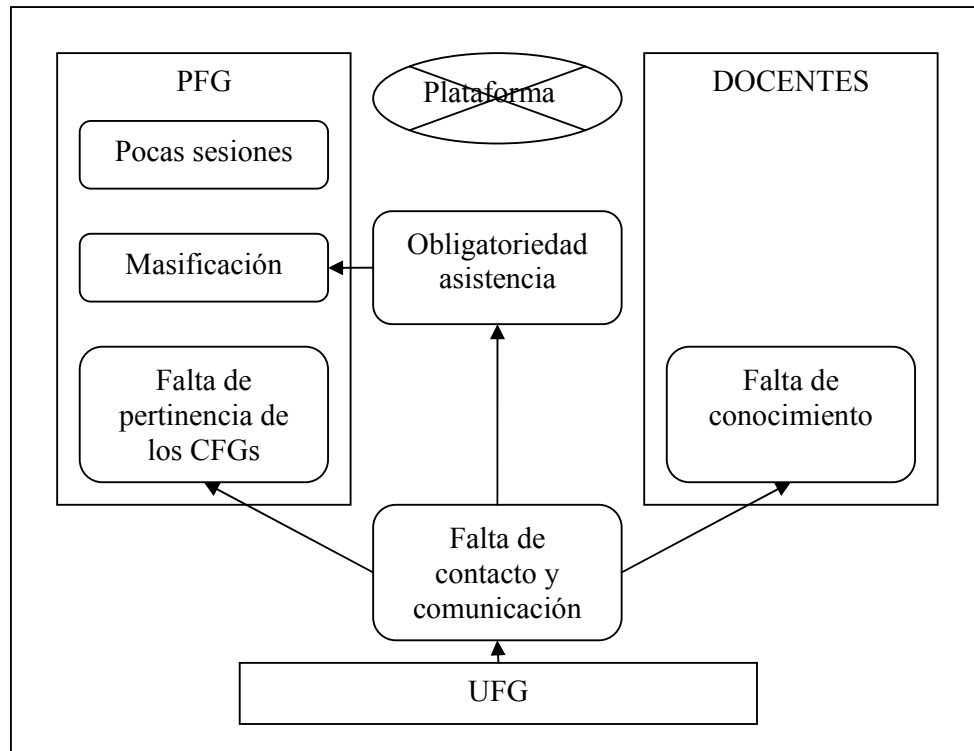 PFG
Plataforma
DOCENTES
Pocas sesiones
Masificación
Obligatoriedad
asistencia
Falta de
pertinencia de
los CFGs
Falta de
conocimiento
Falta de
contacto y
comunicación
UFG